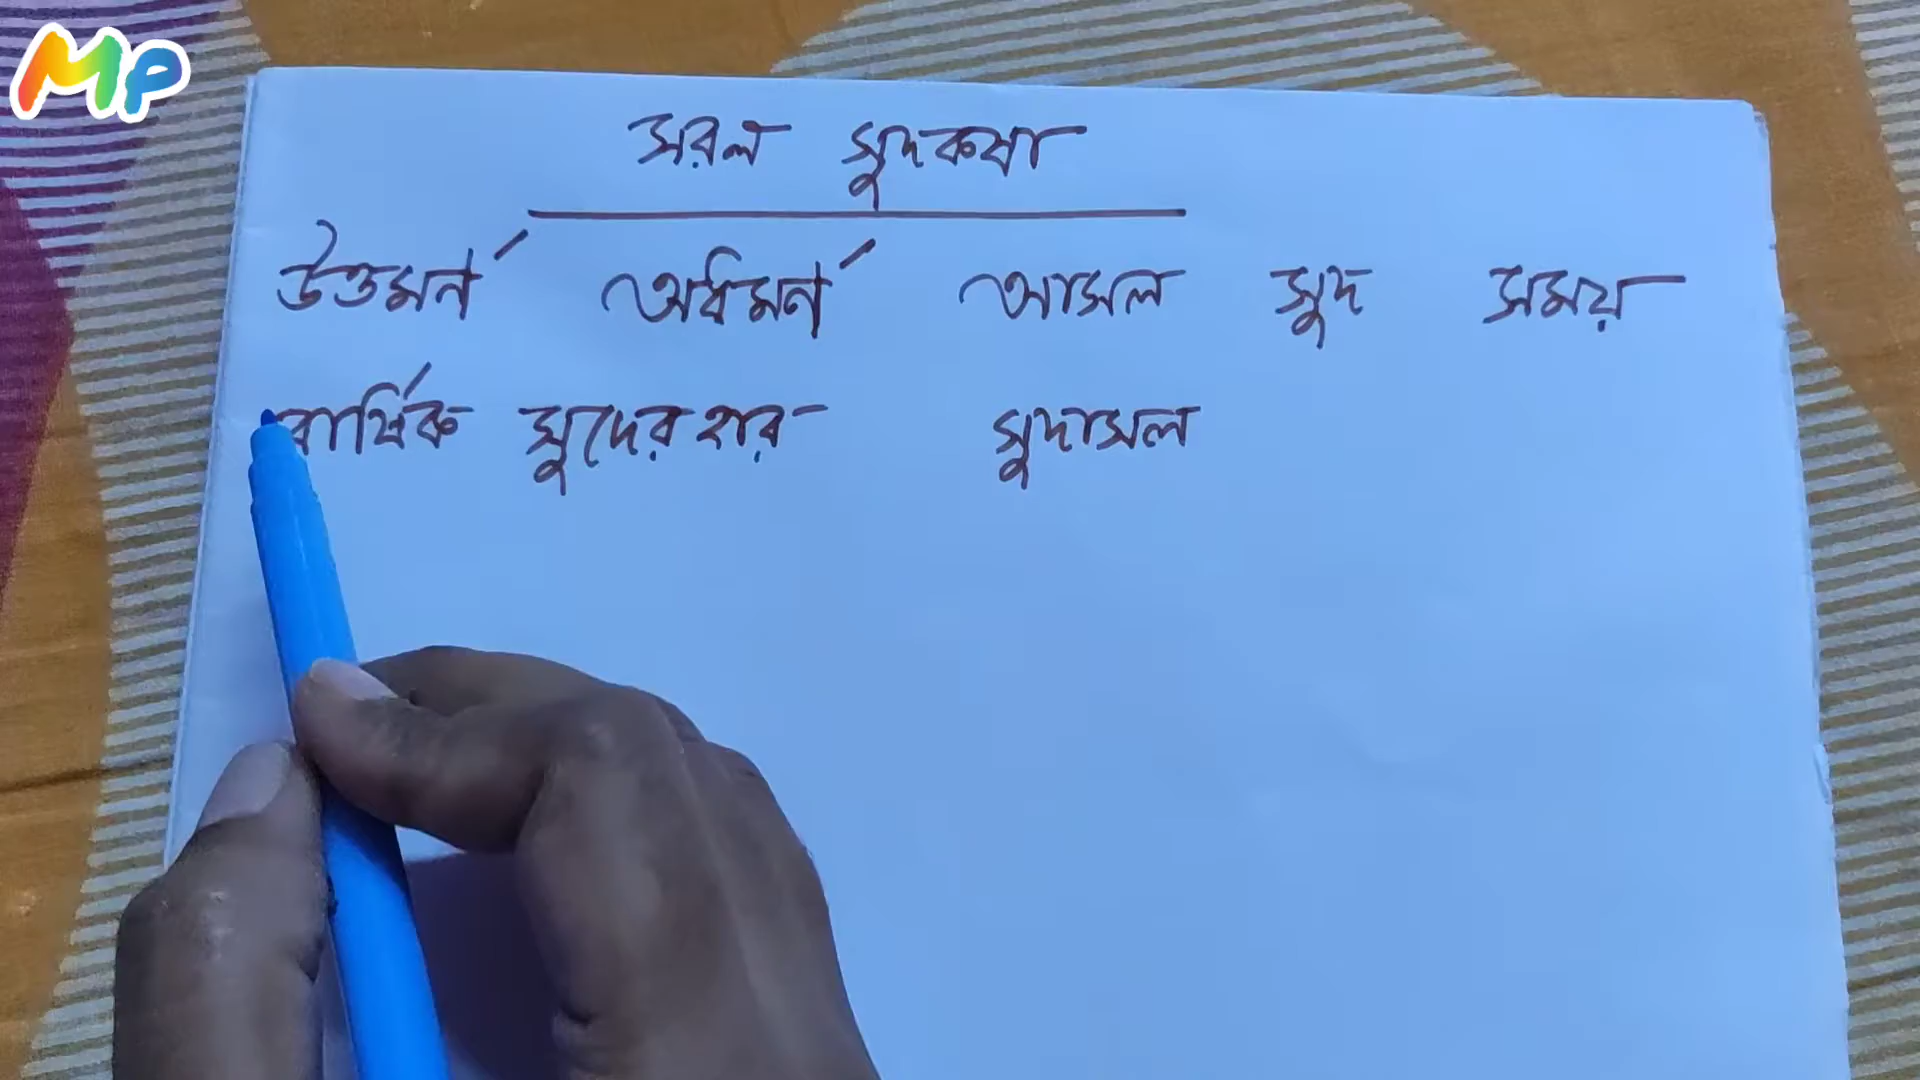 MP
সরল সুদকষা
উত্তমর্ন অধমর্ন আসল সুদ সময়
বার্ষিক সুদের হার সুদাসল